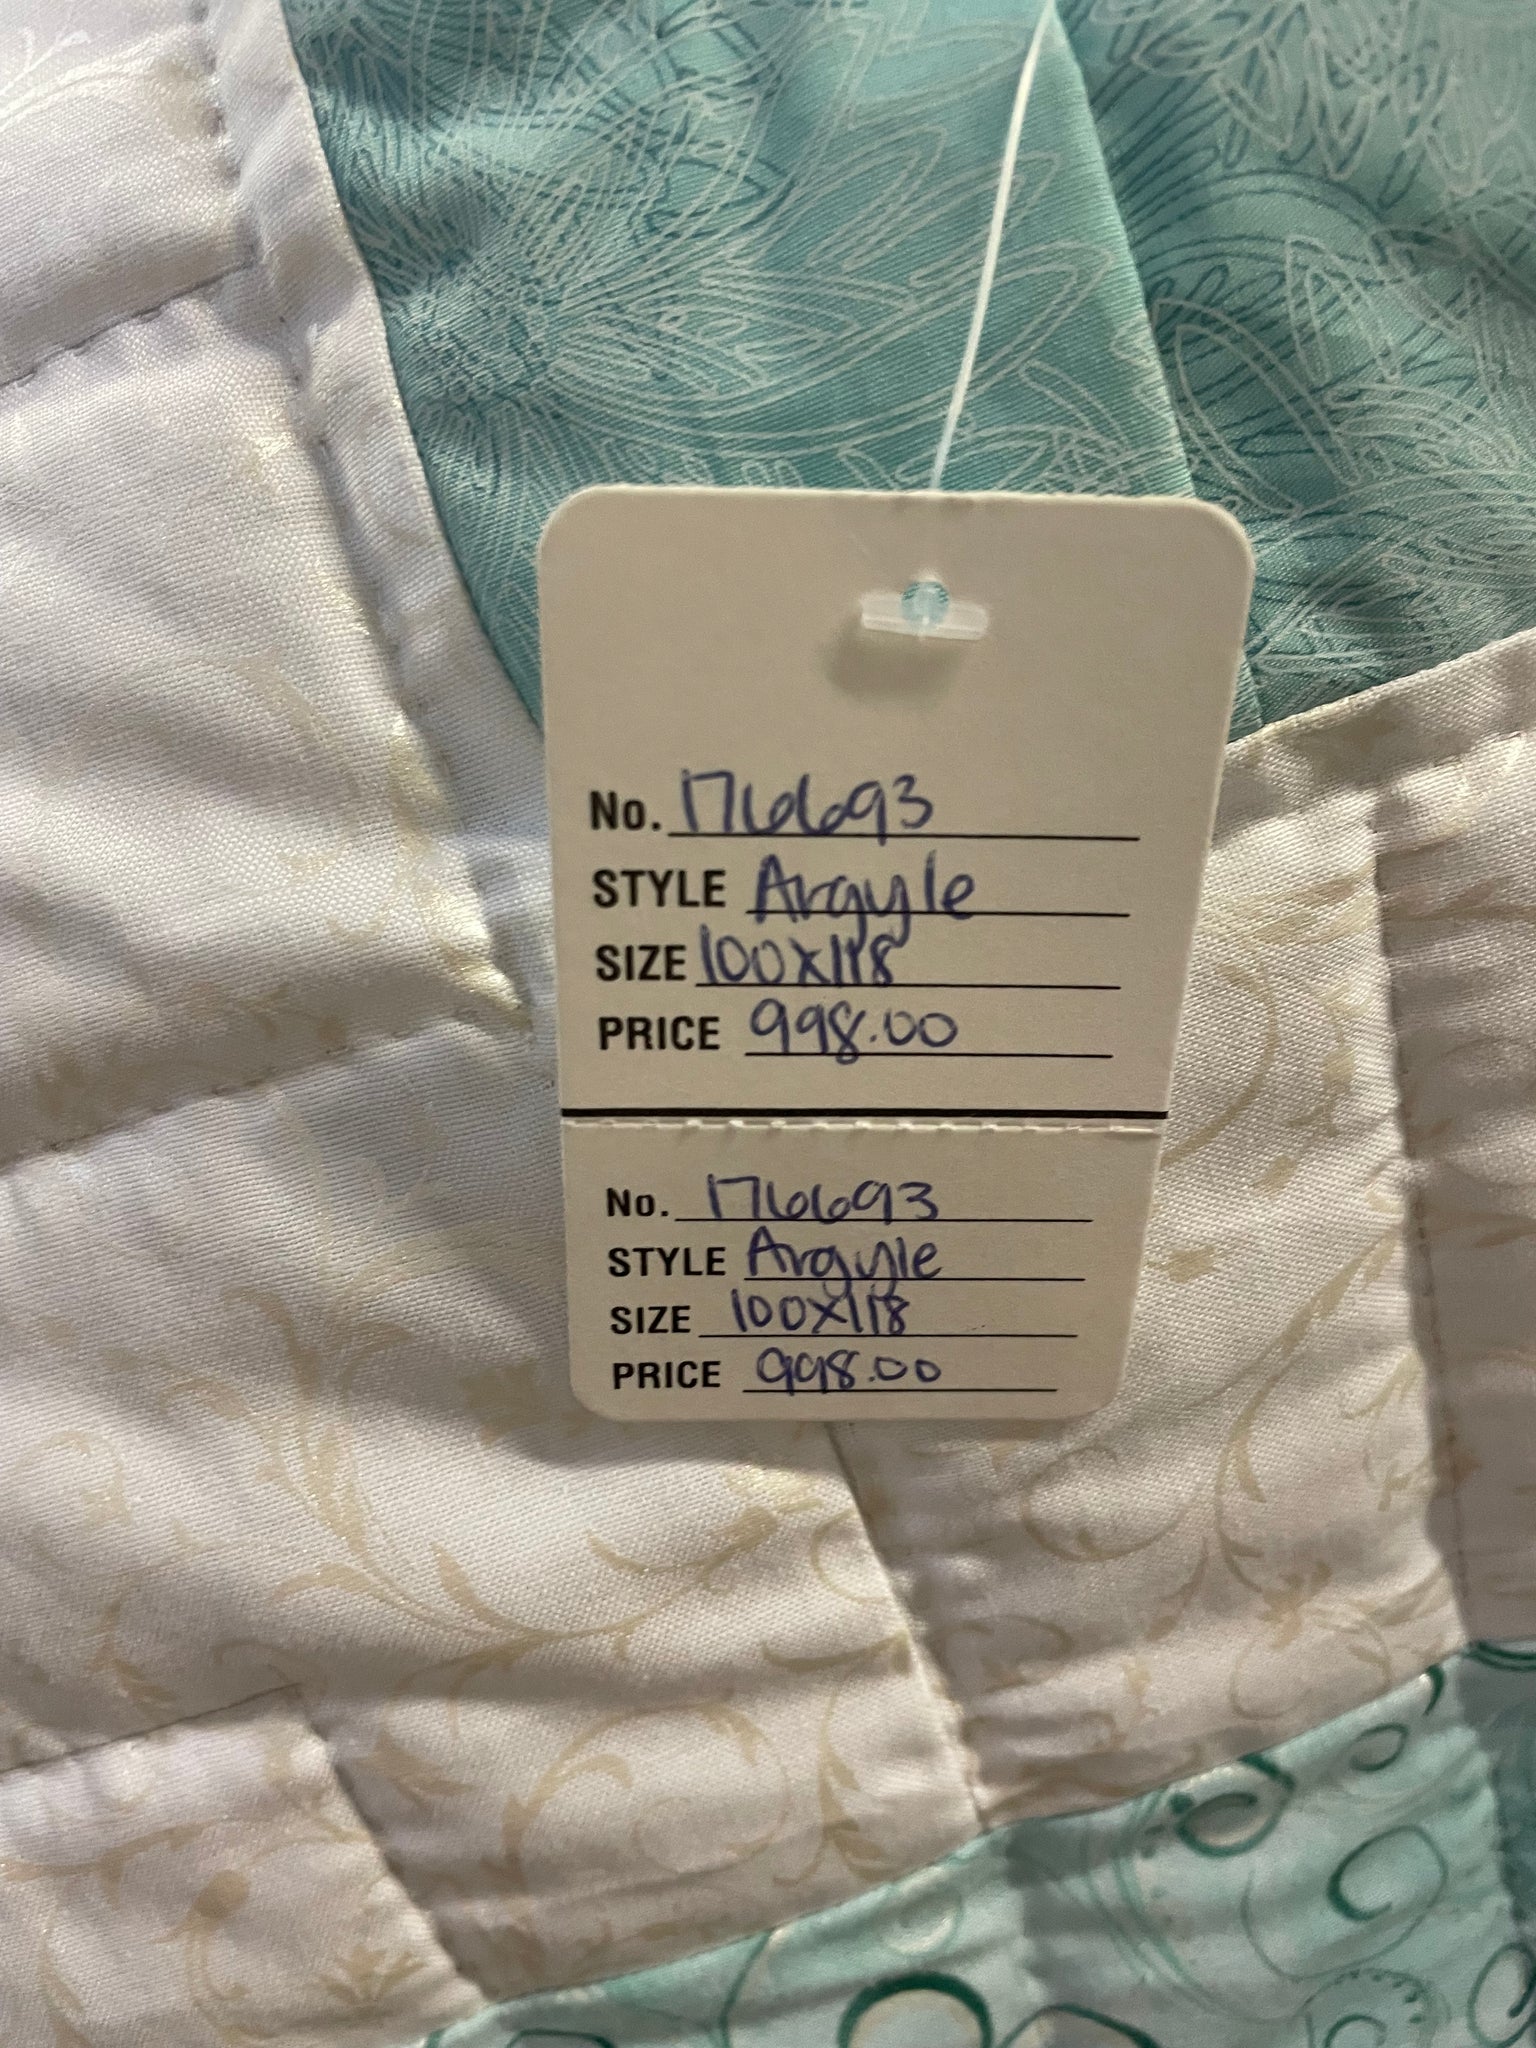 No. 176693
STYLE Argyle
SIZE 100x118
PRICE 998.00
No. 176693
STYLE Argyle
SIZE 100x118
PRICE 998.00